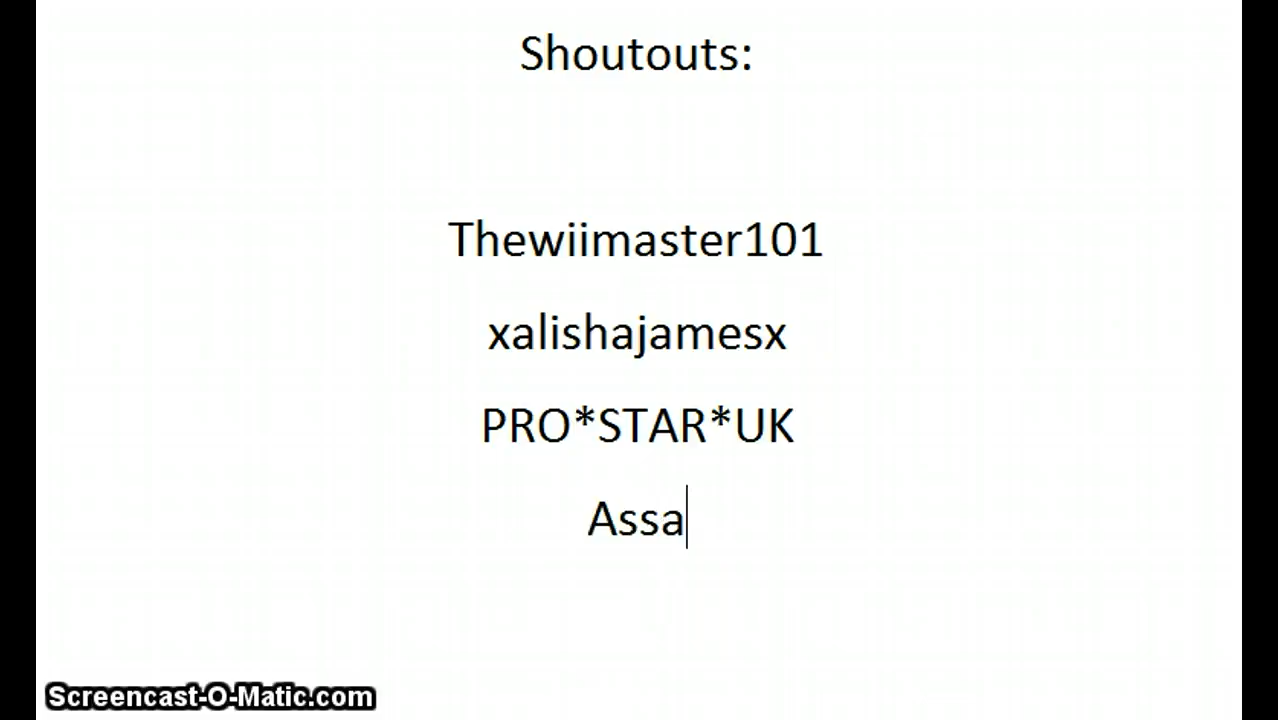 Shoutouts:
Thewiimaster101
xalishajamesx
PRO*STAR*UK
Assa
Screencast-O-Matic.com